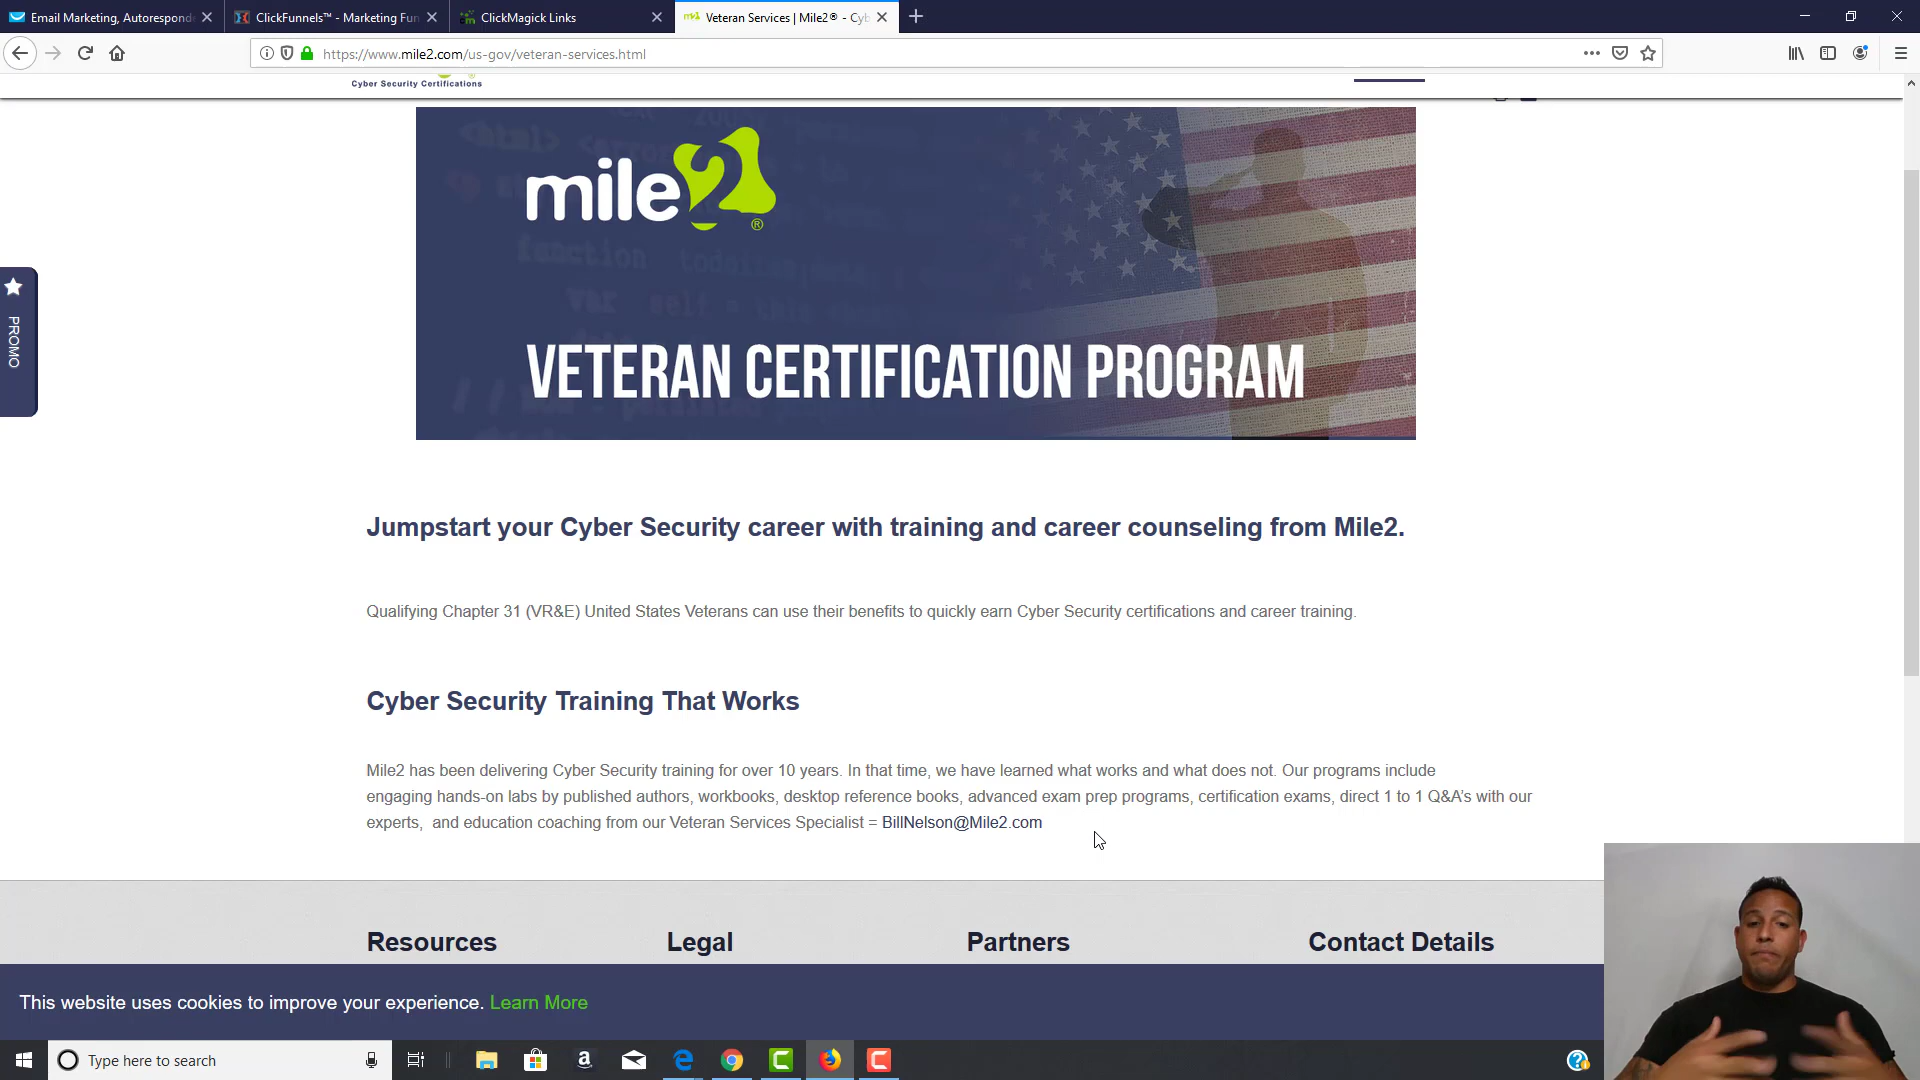 Email Marketing, Autorespond
ClickFunnels™ - Marketing Fun
ClickMagick Links
Veteran Services | Mile2® - Cyb
https://www.mile2.com/us-gov/veteran-services.html
Cyber Security Certifications
mile2®
VETERAN CERTIFICATION PROGRAM
PROMO
Jumpstart your Cyber Security career with training and career counseling from Mile2.
Qualifying Chapter 31 (VR&E) United States Veterans can use their benefits to quickly earn Cyber Security certifications and career training.
Cyber Security Training That Works
Mile2 has been delivering Cyber Security training for over 10 years. In that time, we have learned what works and what does not. Our programs include
engaging hands-on labs by published authors, workbooks, desktop reference books, advanced exam prep programs, certification exams, direct 1 to 1 Q&A's with our
experts,  and education coaching from our Veteran Services Specialist = BillNelson@Mile2.com
Resources
Legal
Partners
Contact Details
This website uses cookies to improve your experience. Learn More
Type here to search